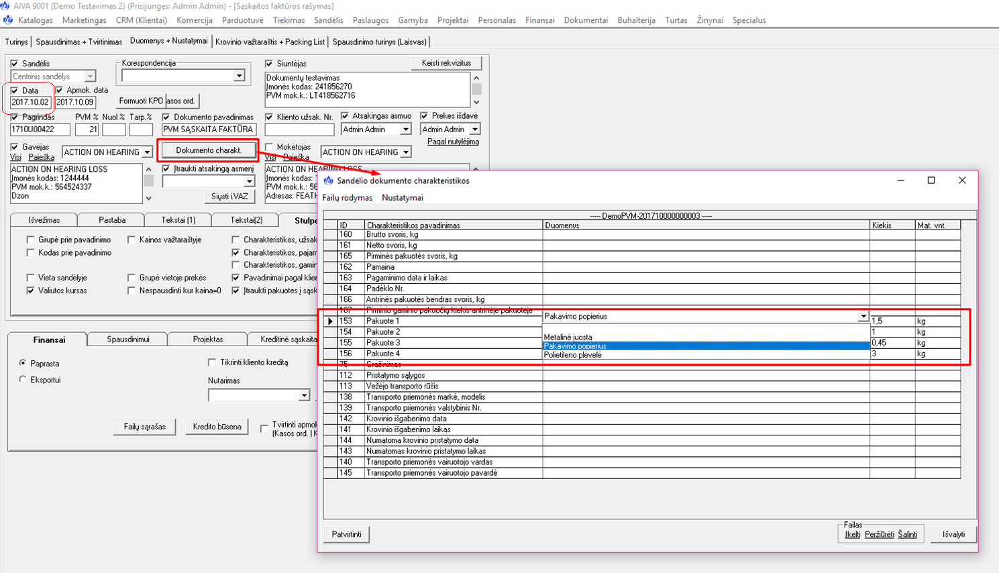 AIVA 9001 (Demo Testavimas 2) (Prisijungęs: Admin Admin) - [Sąskaitos faktūros rašymas]
Katalogas Marketingas CRM (Klientai) Komercija Parduotuvė Tiekimas Sandėlis Paslaugos Gamyba Projektai Personalas Finansai Dokumentai Buhalterija Turtas Žinynai Specialus
Turinys Spausdinimas + Tvirtinimas Duomenys + Nustatymai Krovinio važtaraštis + Packing List Spausdinimo turinys (Laisvas)
Sandėlis Korespondencija Siuntėjas Keisti rekvizitus
Centrinis sandėlys
Dokumentų testavimas
Įmonės kodas: 241856270
PVM mok.k.: LT418562716
Data Apmok. data
2017.10.02 2017.10.09 Formuoti KPO asos ord.
Pagrindas PVM % Nuol % Tarp.% Dokumento pavadinimas Kliento užsak. Nr. Atsakingas asmuo Prekes išdavė
1710U00422 21 PVM SĄSKAITA FAKTŪRA Admin Admin Admin Admin
Pagal nutylėjimą
Gavėjas ACTION ON HEARING Dokumento charakt. Mokėtojas ACTION ON HEARING
Visi Paieška Visi Paieška
ACTION ON HEARING LOSS Įtraukti atsakingą asmenį ACTION ON HEARING LOSS
Įmonės kodas: 1244444 Įmonės kodas: 1
PVM mok.k.: 564524337 PVM mok.k.: 56
Dzon Siųsti i.VAZ Adresas: FEATH
Išvežimas Pastaba Tekstai (1) Tekstai(2) Stulpe
Grupė prie pavadinimo Kainos važtaraštyje Charakteristikos, užsak
Kodas prie pavadinimo Charakteristikos, pajam
Charakteristikos, gamin
Vieta sandėlyje Grupė vietoje prekės Pavadinimai pagal klien
Valiutos kursas Nespausdinti kur kaina=0 Įtraukti pakuotes į sąsk
Finansai Spausdinimui Projektas Kreditinė sąskaita
Paprasta Tikrinti kliento kreditą
Eksportui Nutarimas
Failų sąrašas Kredito būsena Tvirtinti apmok
(Kasos ord. | K
Sandėlio dokumento charakteristikos
Failų rodymas Nustatymai
----- DemoPVM-201710000000003 -----
ID Charakteristikos pavadinimas Duomenys Kiekis Mat. vnt.
160 Brutto svoris, kg
161 Netto svoris, kg
165 Pirminės pakuotės svoris, kg
162 Pamaina
163 Pagaminimo data ir laikas
164 Padėklo Nr.
166 Antrinės pakuotės bendras svoris, kg
167 Pirminio gaminio pakuočių kiekis antrinėje pakuotėje
153 Pakuote 1 Pakavimo popierius 1,5 kg
154 Pakuote 2 1 kg
155 Pakuote 3 0,45 kg
156 Pakuote 4 3 kg
Metalinė juosta
Pakavimo popierius
Polietileno plėvelė
75 Gražinimas
112 Pristatymo sąlygos
113 Vežėjo transporto rūšis
138 Transporto priemonės markė, modelis
139 Transporto priemonės valstybinis Nr.
142 Krovinio išgabenimo data
141 Krovinio išgabenimo laikas
144 Numatoma krovinio pristatymo data
143 Numatomas krovinio pristatymo laikas
140 Transporto priemonės vairuotojo vardas
145 Transporto priemonės vairuotojo pavardė
Patvirtinti Failas Įkelti Peržiūrėti Šalinti Išvalyti